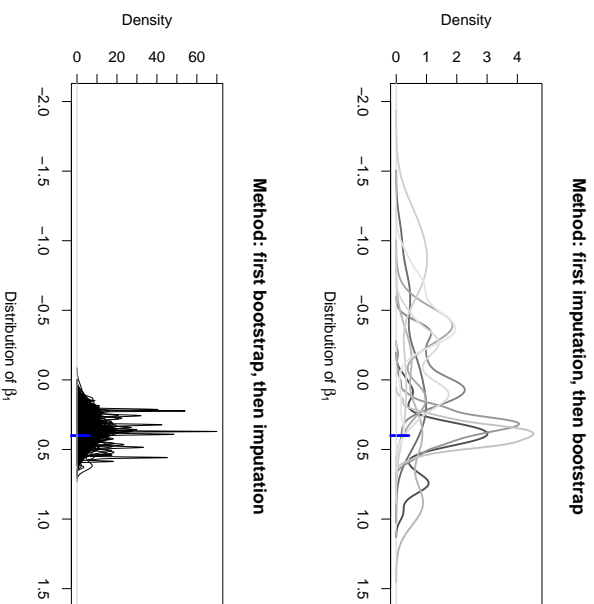 Method: first imputation, then bootstrap
Density
0 1 2 3 4
−2.0 −1.5 −1.0 −0.5 0.0 0.5 1.0 1.5
Distribution of β1
Method: first bootstrap, then imputation
Density
0 20 40 60
−2.0 −1.5 −1.0 −0.5 0.0 0.5 1.0 1.5
Distribution of β1